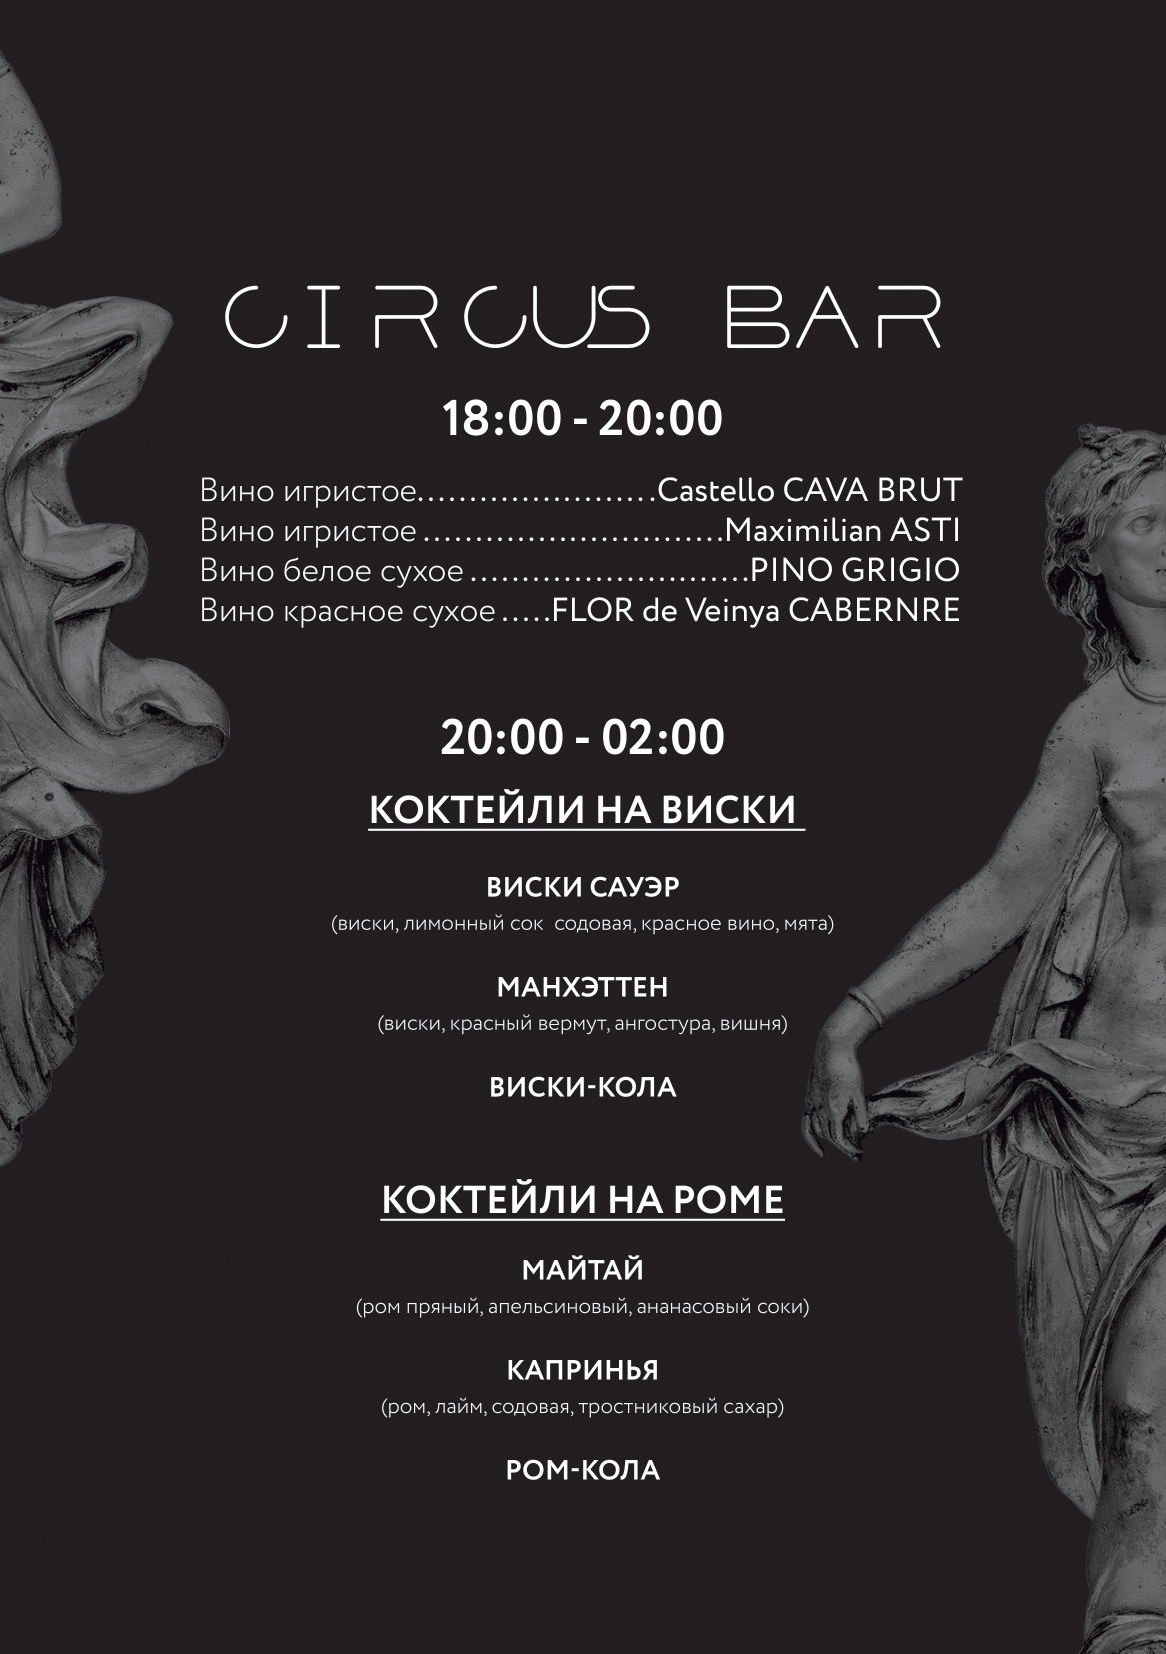 CIRCUS BAR
18:00 - 20:00
Вино игристое.......................Castello CAVA BRUT
Вино игристое.............................Maximilian ASTI
Вино белое сухое...........................PINO GRIGIO
Вино красное сухое.....FLOR de Veinya CABERNRE
20:00 - 02:00
КОКТЕЙЛИ НА ВИСКИ
ВИСКИ САУЭР
(виски, лимонный сок  содовая, красное вино, мята)
МАНХЭТТЕН
(виски, красный вермут, ангостура, вишня)
ВИСКИ-КОЛА
КОКТЕЙЛИ НА РОМЕ
МАЙТАЙ
(ром пряный, апельсиновый, ананасовый соки)
КАПРИНЬЯ
(ром, лайм, содовая, тростниковый сахар)
РОМ-КОЛА